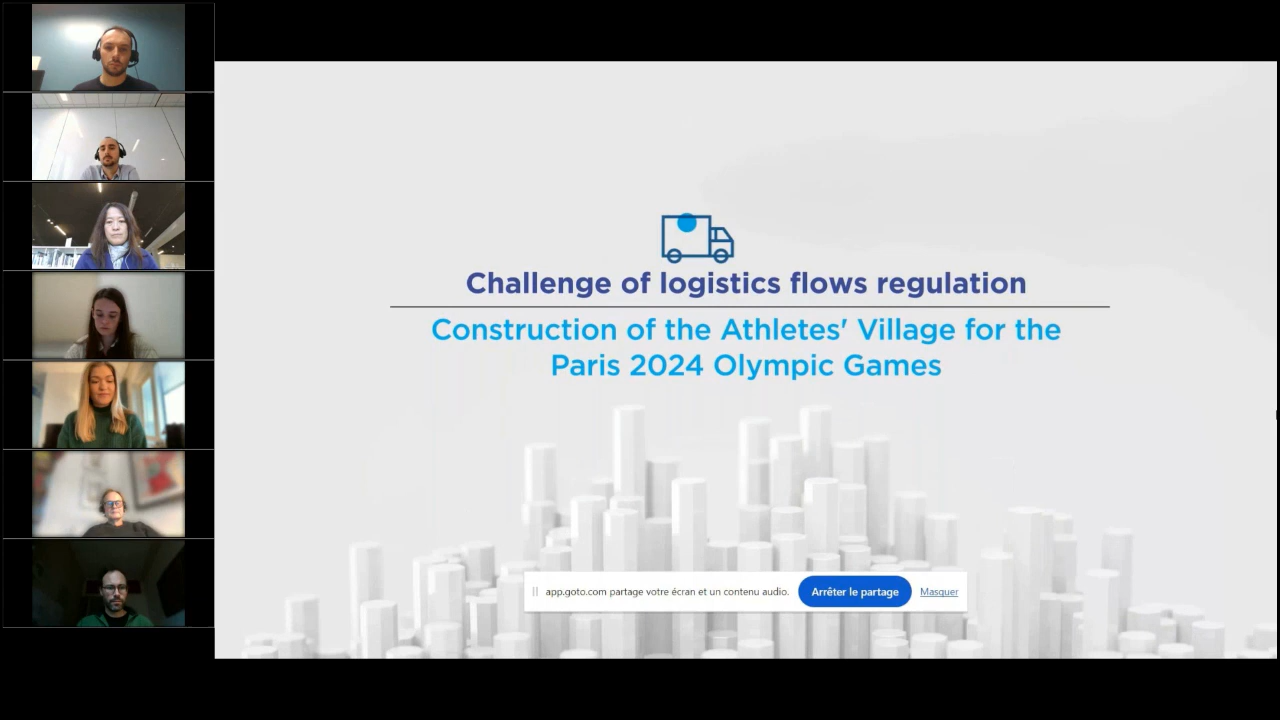 Challenge of logistics flows regulation
Construction of the Athletes' Village for the
Paris 2024 Olympic Games
app.goto.com partage votre écran et un contenu audio.
Arrêter le partage
Masquer